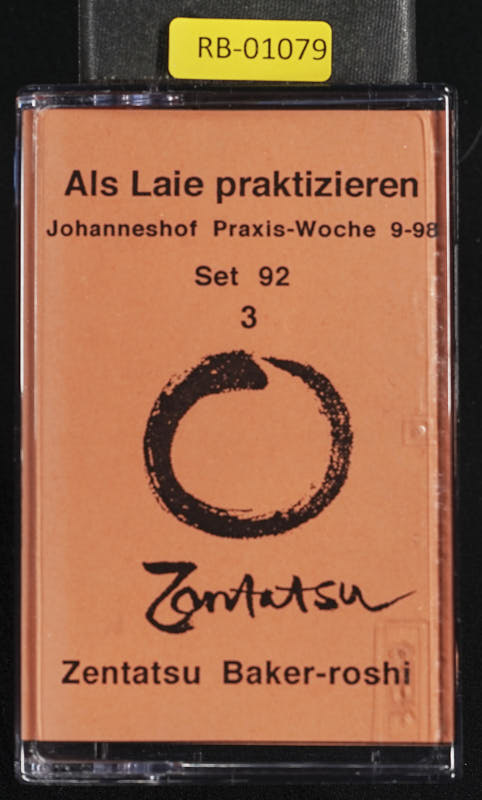 RB-01079
Als Laie praktizieren
Johanneshof Praxis-Woche 9-98
Set 92
3
Zentatsu
Zentatsu Baker-roshi